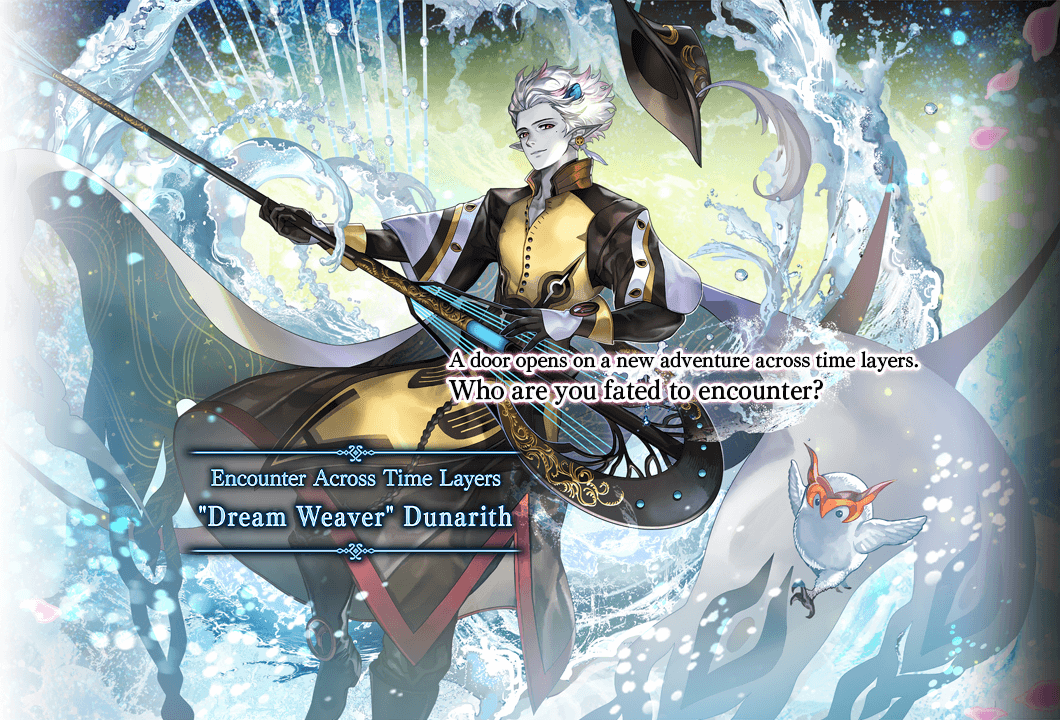 A door opens on a new adventure across time layers.
Who are you fated to encounter?
Encounter Across Time Layers
"Dream Weaver" Dunarith